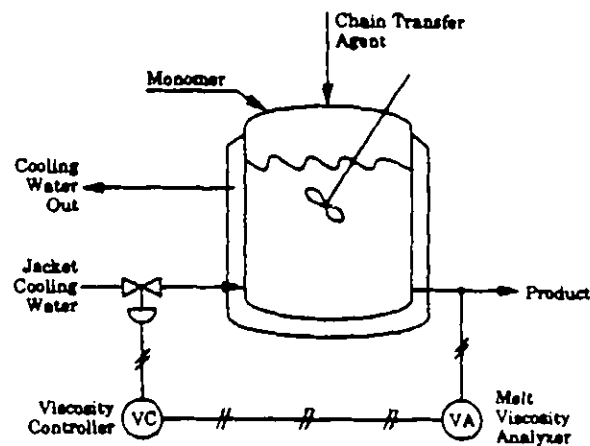 Chain Transfer
Agent
Monomer
Cooling
Water
Out
Jacket
Cooling
Water
Product
Viscosity
Controller
VC
VA
Melt
Viscosity
Analyzer